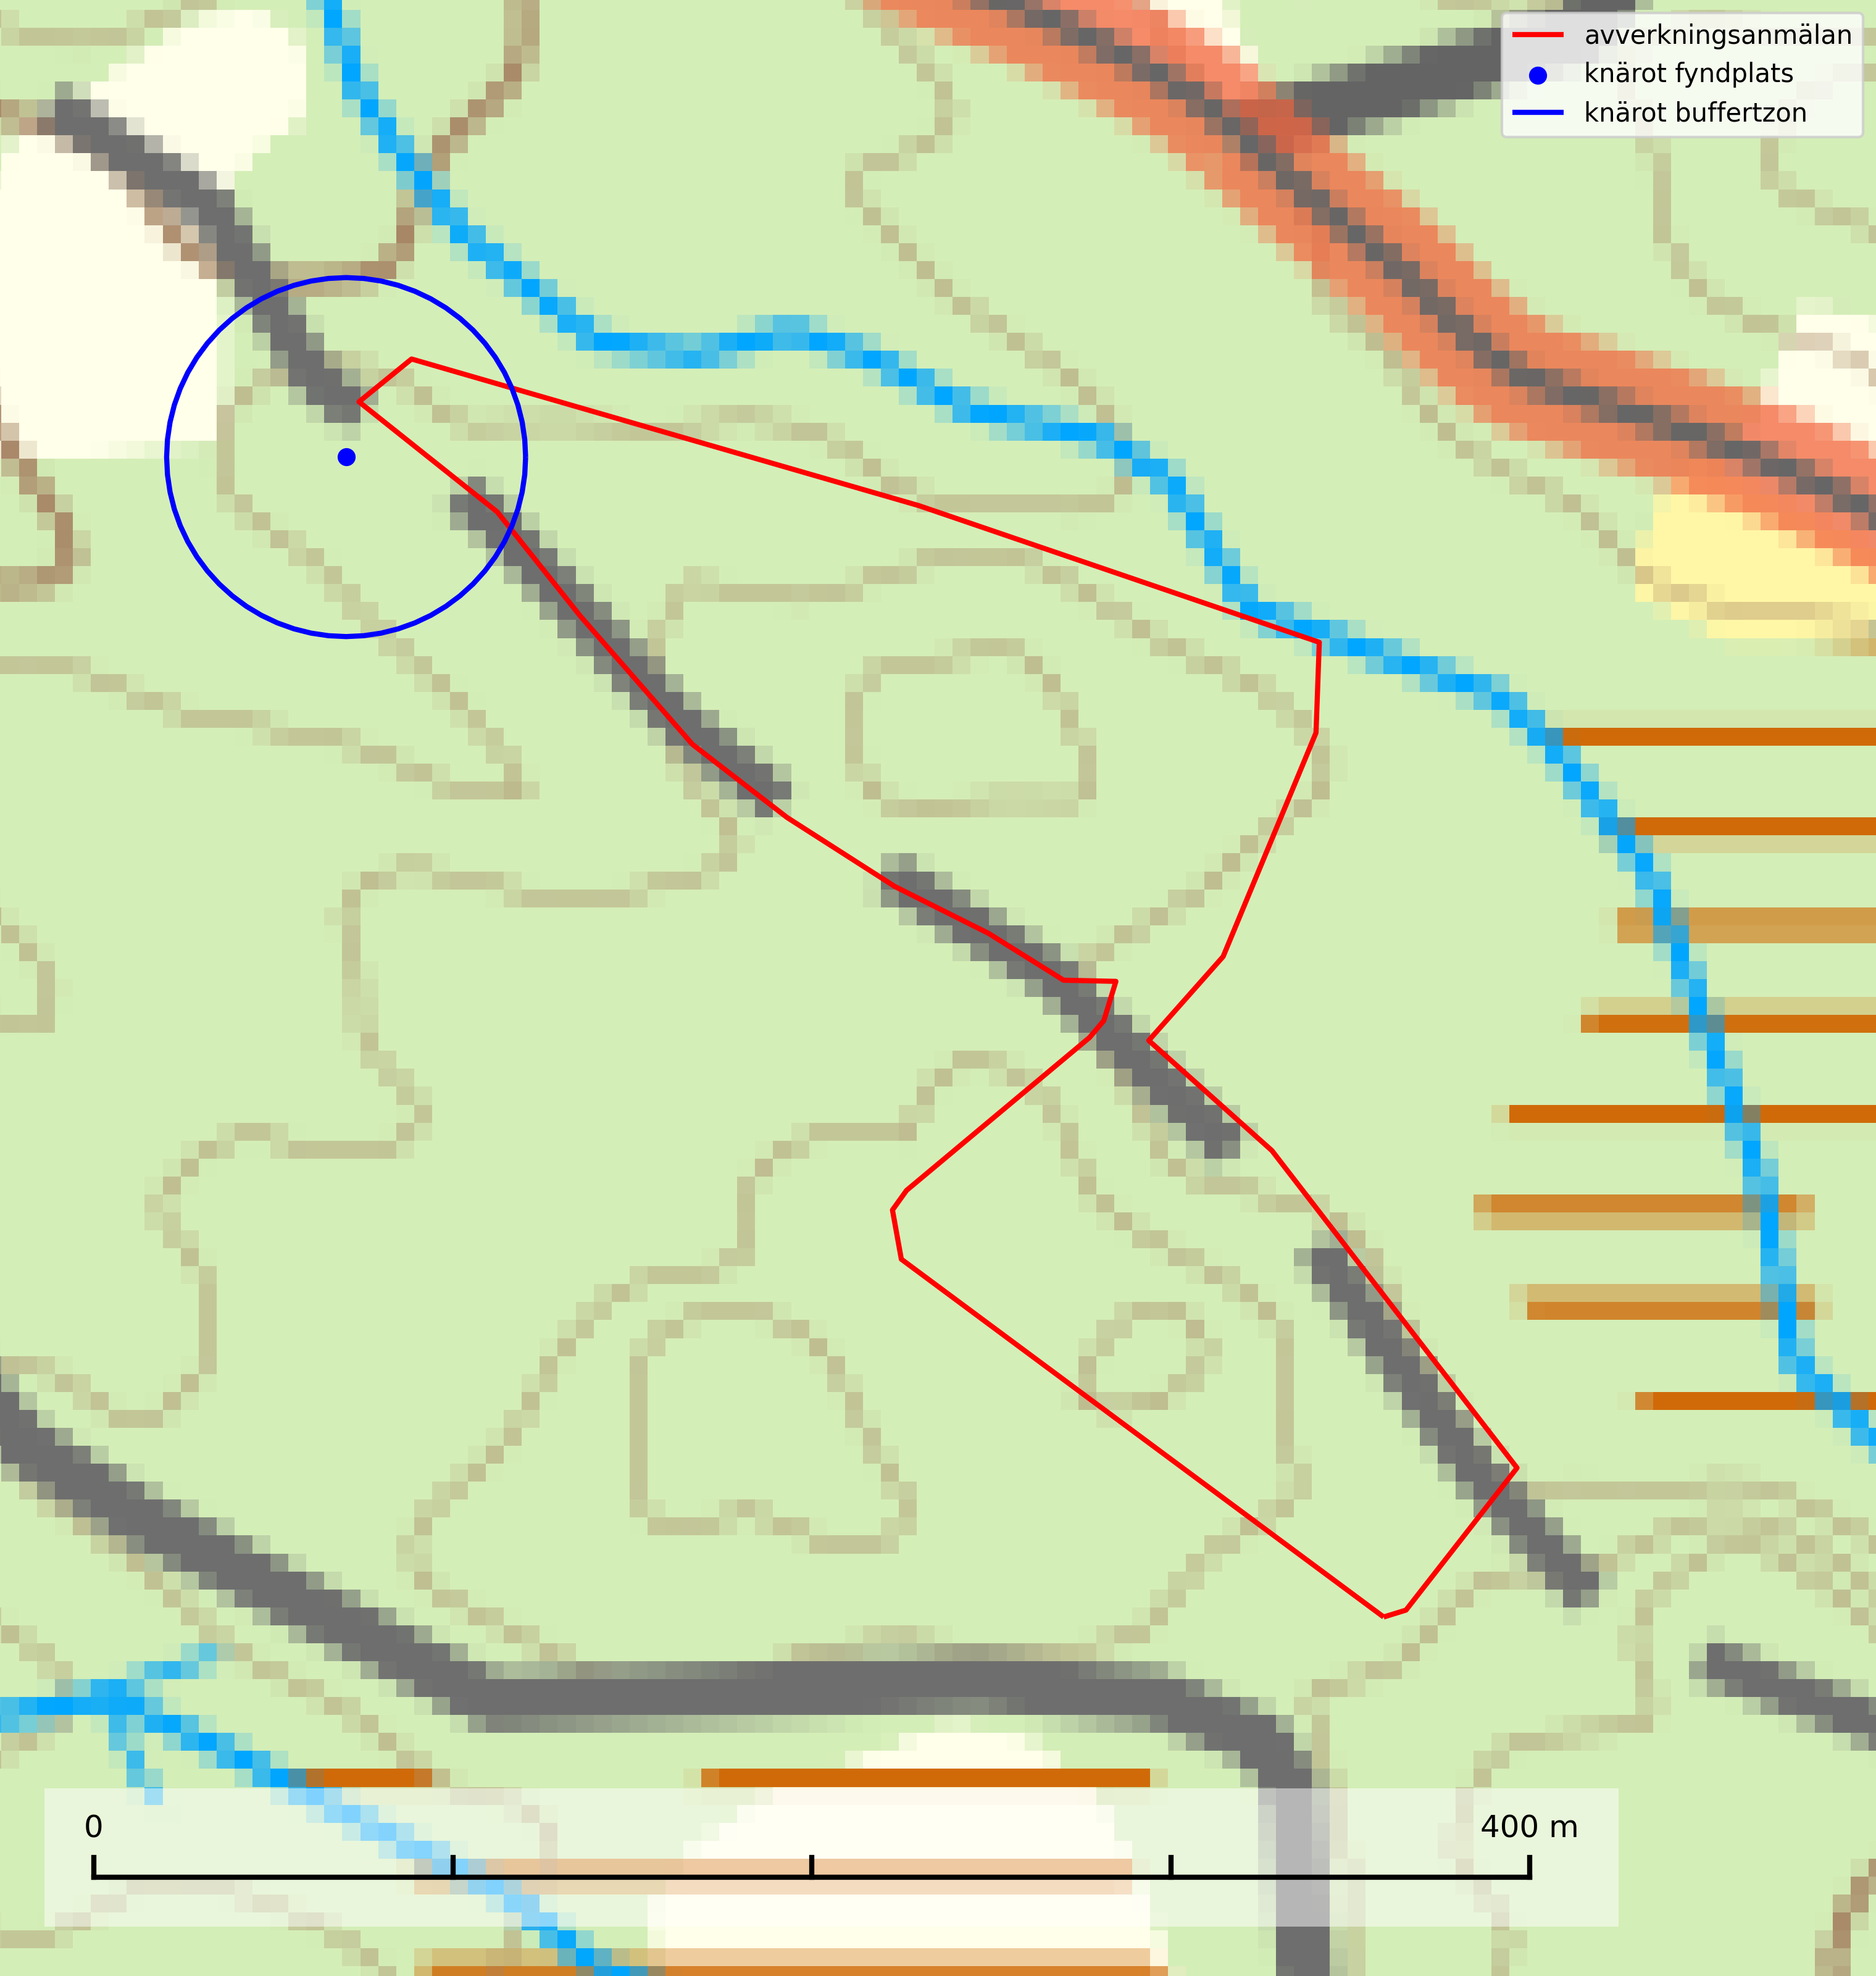 avverkningsanmälan
knärot fyndplats
knärot buffertzon
0
400 m